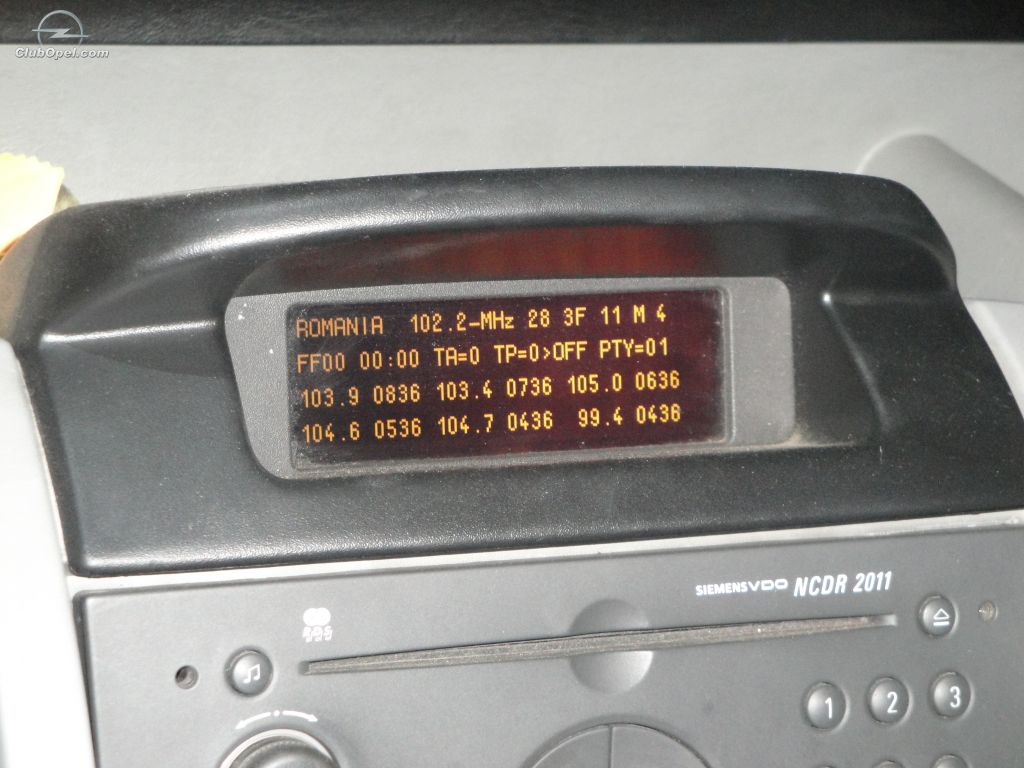 ClubOpel.com
ROMANIA 102.2-MHz 28 3F 11 M 4
FF00 00:00 TA=0 TP=0>OFF PTY=01
103.9 0836 103.4 0736 105.0 0636
104.6 0536 104.7 0436 99.4 0436
SIEMENSVDO NCDR 2011
RDS
1 2 3